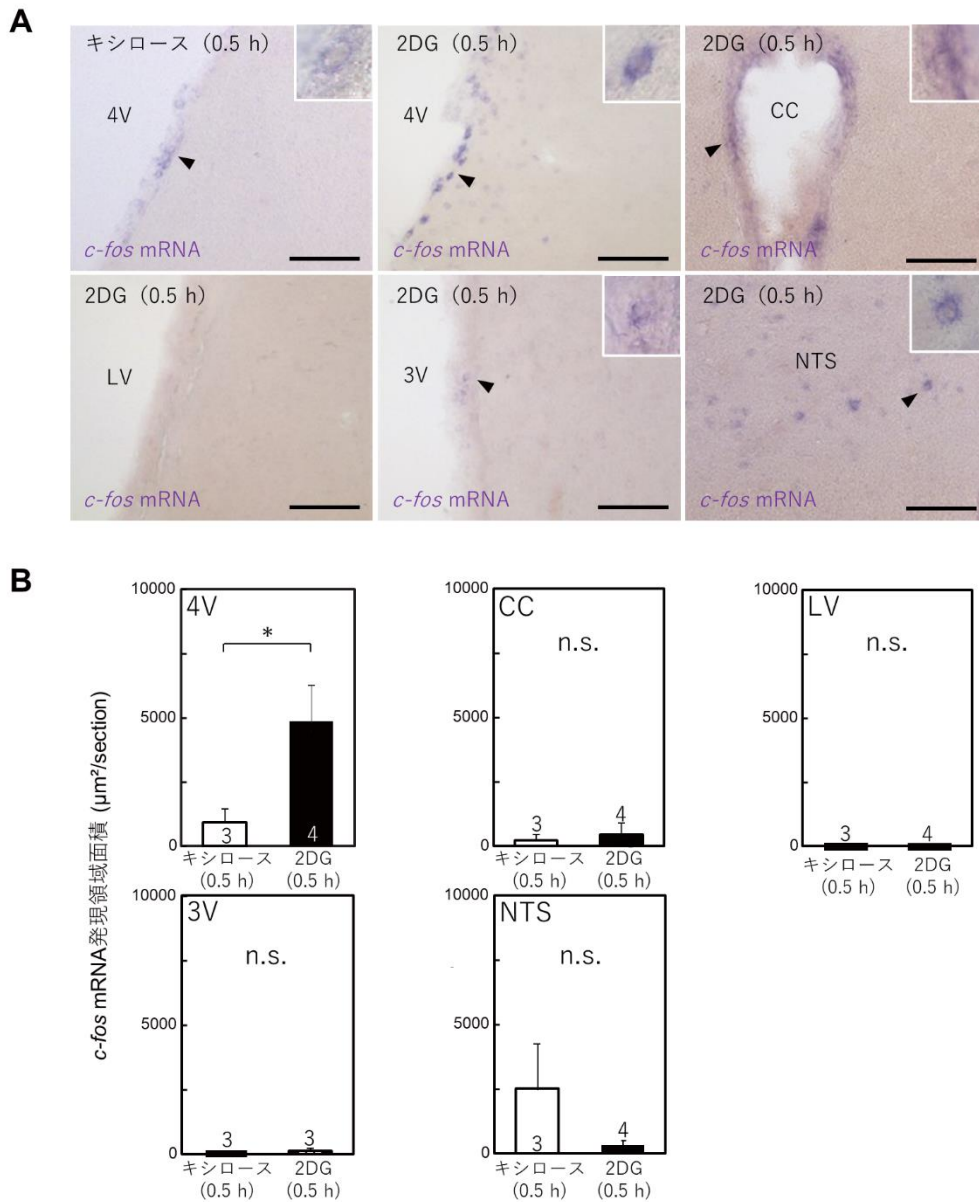 A
キシロース (0.5 h)
4V
c-fos mRNA
2DG (0.5 h)
4V
c-fos mRNA
2DG (0.5 h)
CC
c-fos mRNA
2DG (0.5 h)
LV
c-fos mRNA
2DG (0.5 h)
3V
c-fos mRNA
2DG (0.5 h)
NTS
c-fos mRNA
B
c-fos mRNA発現領域面積 (μm²/section)
10000
5000
0
4V
*
3
4
キシロース 2DG
(0.5 h) (0.5 h)
10000
5000
0
CC
n.s.
3
4
キシロース 2DG
(0.5 h) (0.5 h)
10000
5000
0
LV
n.s.
3
4
キシロース 2DG
(0.5 h) (0.5 h)
10000
5000
0
3V
n.s.
3
3
キシロース 2DG
(0.5 h) (0.5 h)
10000
5000
0
NTS
n.s.
3
4
キシロース 2DG
(0.5 h) (0.5 h)